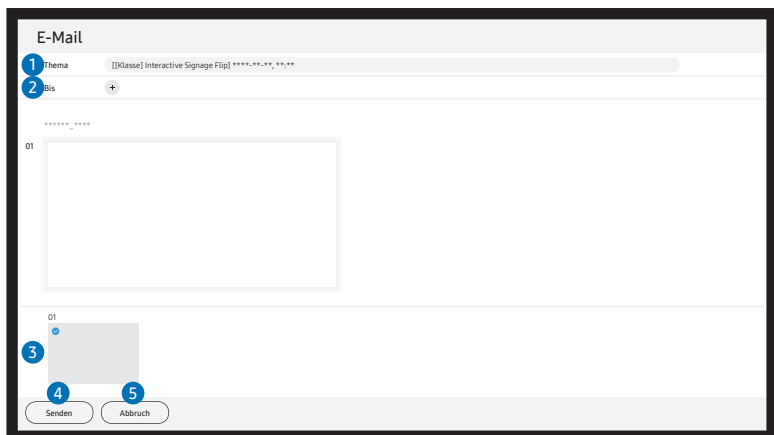 E-Mail
1 Thema [[Klasse] Interactive Signage Flip] ****-**-**, **:**
2 Bis +
******_****
01
01
3
4 5
Senden Abbruch